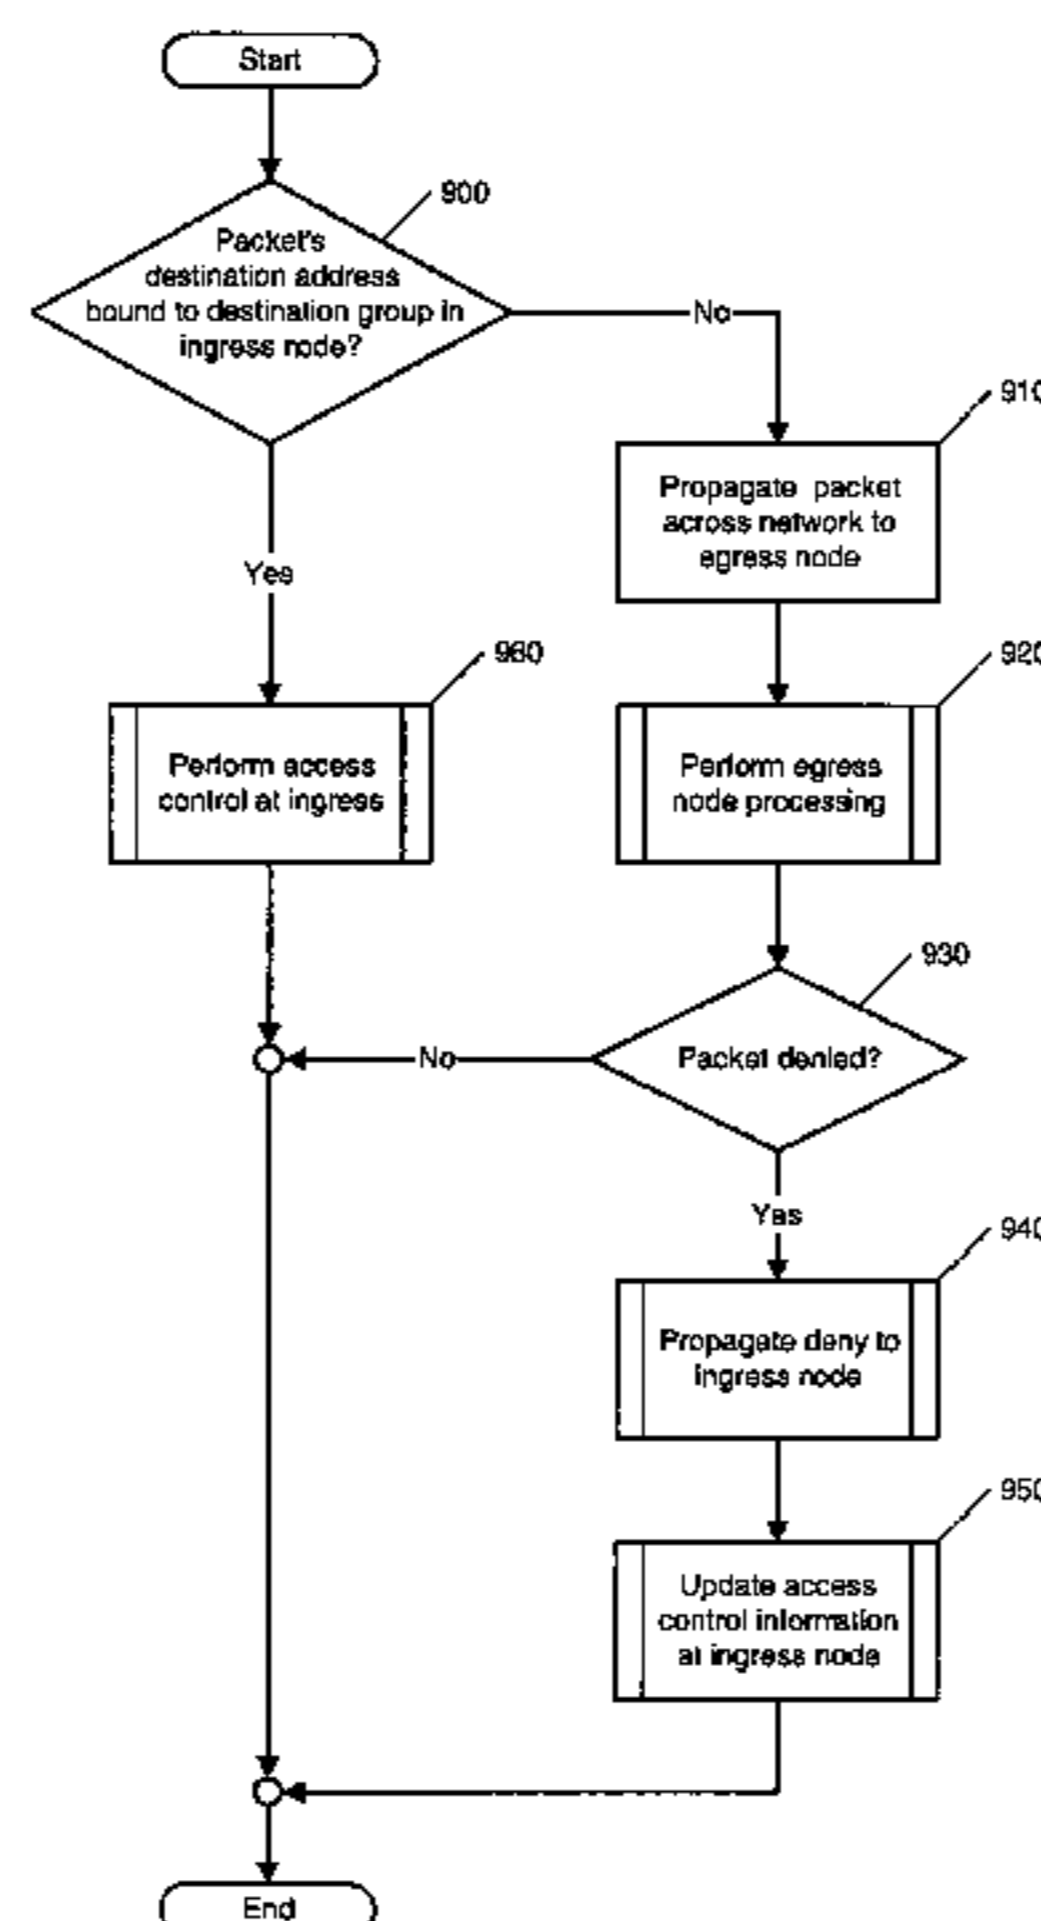 Start
900
Packet's
destination address
bound to destination group in
ingress node?
No
910
Propagate packet
across network to
egress node
Yes
960
Perform access
control at ingress
920
Perform egress
node processing
930
Packet denied?
No
Yes
940
Propagate deny to
ingress node
950
Update access
control information
at ingress node
End